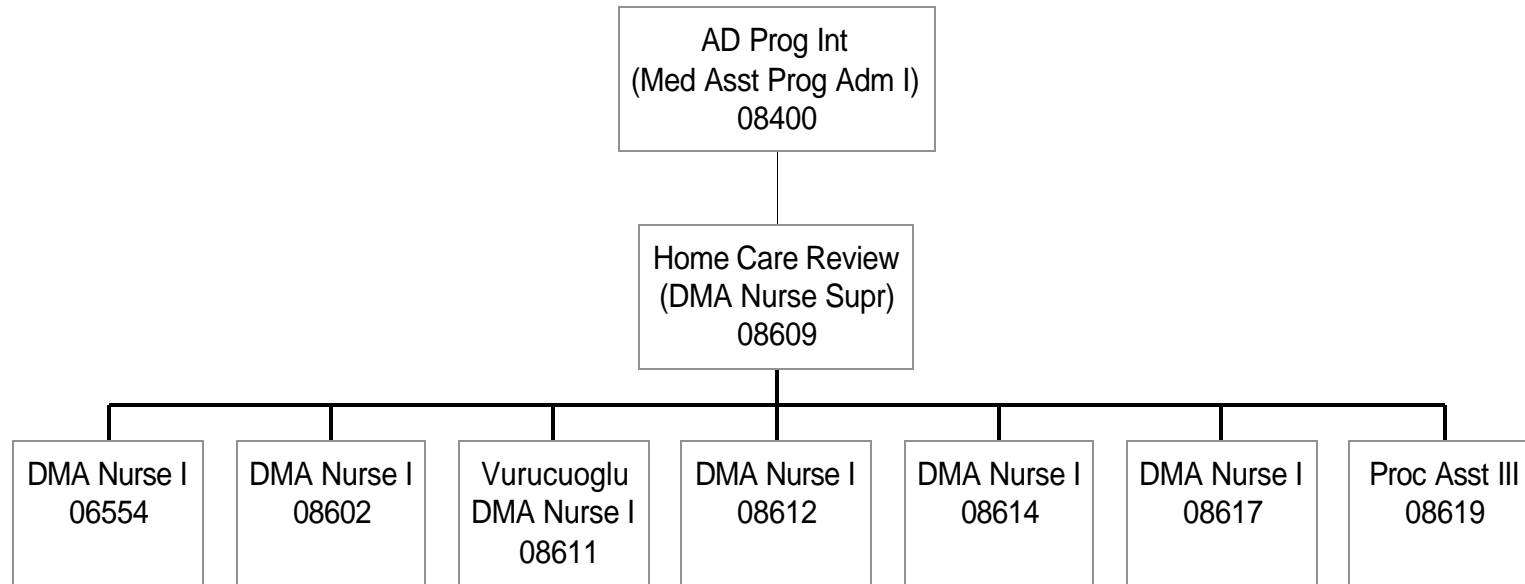 AD Prog Int
(Med Asst Prog Adm I)
08400
Home Care Review
(DMA Nurse Supr)
08609
DMA Nurse I
06554
DMA Nurse I
08602
Vurucuoglu
DMA Nurse I
08611
DMA Nurse I
08612
DMA Nurse I
08614
DMA Nurse I
08617
Proc Asst III
08619